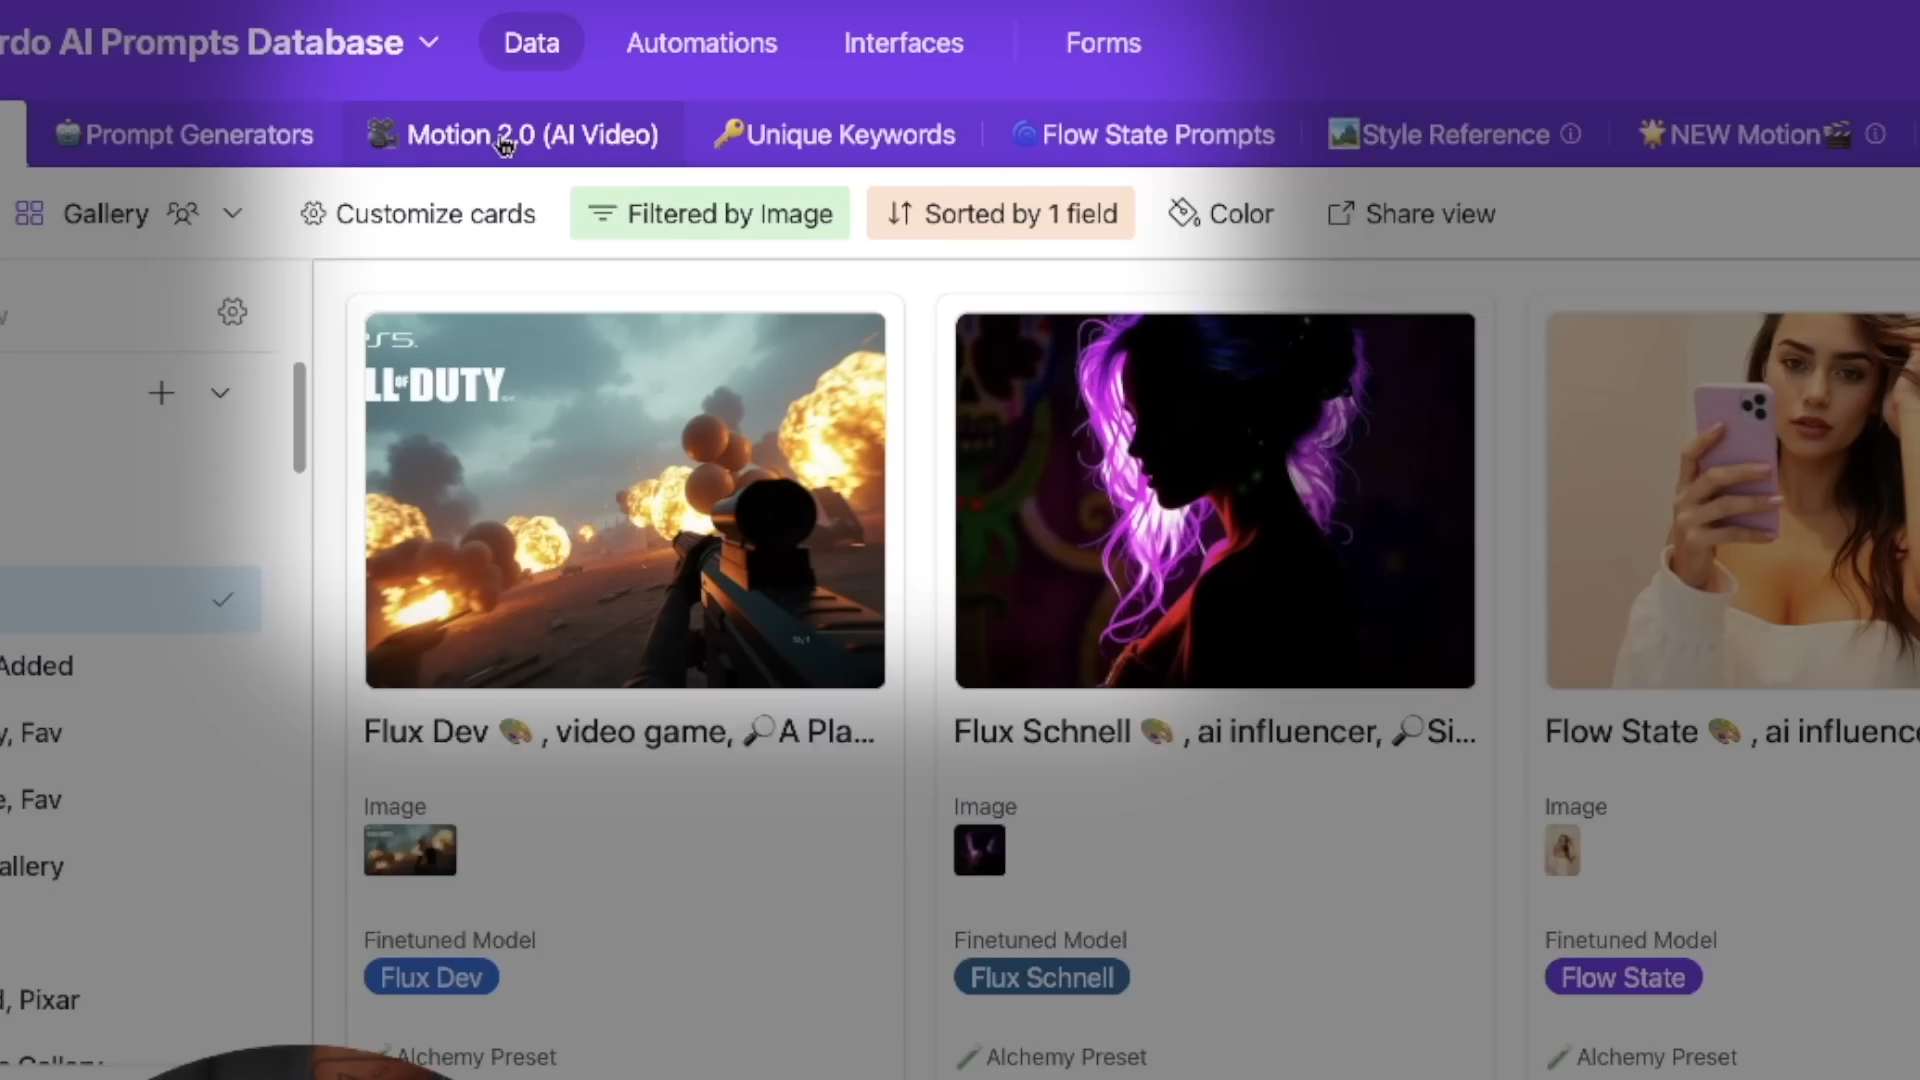 rdo AI Prompts Database
Data
Automations
Interfaces
Forms
Prompt Generators
Motion 2.0 (AI Video)
Unique Keywords
Flow State Prompts
Style Reference
NEW Motion
Gallery
Customize cards
Filtered by Image
Sorted by 1 field
Color
Share view
PS5.
LL OF DUTY
Added
y, Fav
e, Fav
allery
d, Pixar
Flux Dev 🎨 , video game, 🔎A Pla...
Image
Finetuned Model
Flux Dev
Alchemy Preset
Flux Schnell 🎨 , ai influencer, 🔎Si...
Image
Finetuned Model
Flux Schnell
Alchemy Preset
Flow State 🎨 , ai influence
Image
Finetuned Model
Flow State
Alchemy Preset